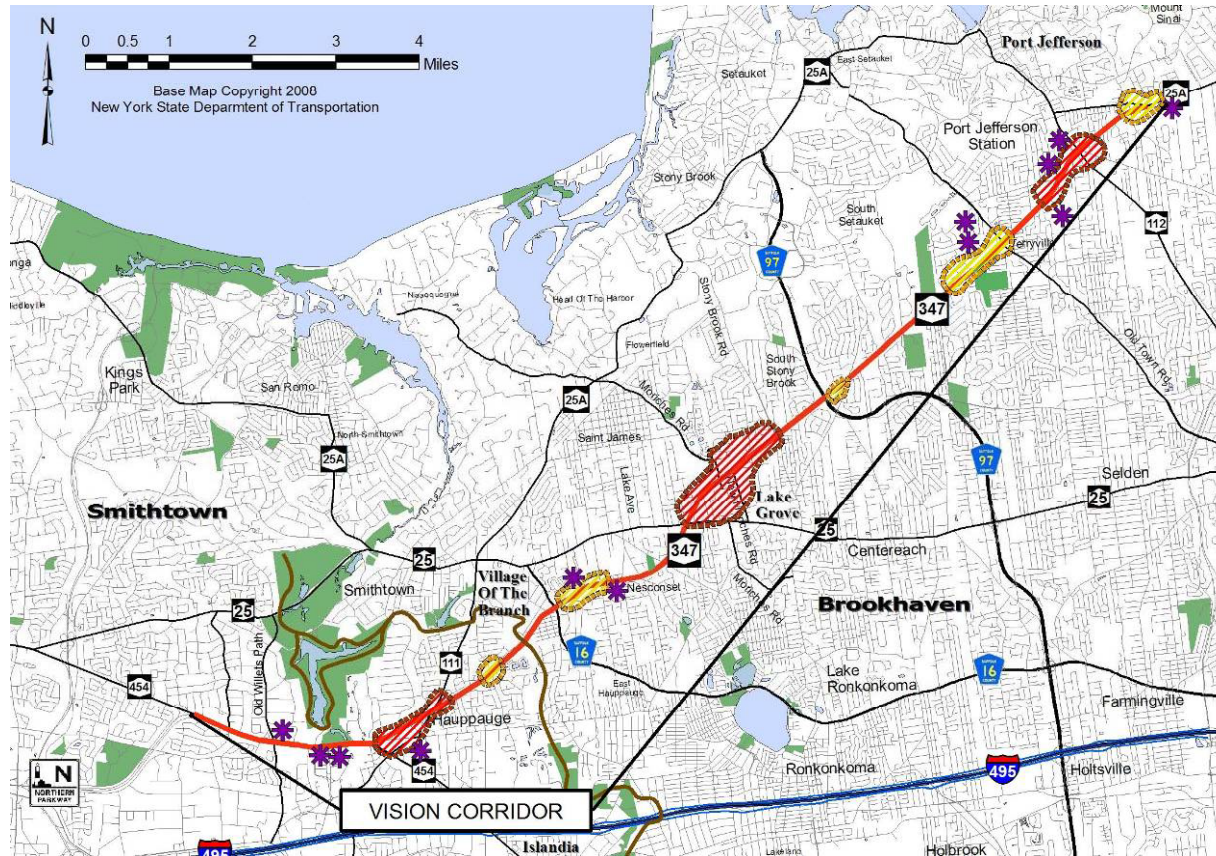 N
0 0.5 1 2 3 4
Miles
Base Map Copyright 2008
New York State Deparmtent of Transportation
Mount
Sinai
Port Jefferson
East Setauket
Setauket
25A
25A
Port Jefferson
Station
Stony Brook
South
Setauket
112
Terryville
97
347
Head Of The Harbor
Stony Brook Rd
Flowerfield
South
Stony
Brook
Old Town Rd
Kings
Park
San Remo
25A
Moriches Rd
North Smithtown
Saint James
25A
97
Selden
25
Lake Ave
Lake
Grove
Smithtown
25
347
Centereach
25
Smithtown
Village
Of The
Branch
Nesconset
Moriches Rd
Brookhaven
25
Old Willets Path
16
COUNTY
111
East
Hauppauge
Lake
Ronkonkoma
16
COUNTY
454
Farmingville
Hauppauge
454
Ronkonkoma
495
Holtsville
N
NORTHERN
PARKWAY
VISION CORRIDOR
Islandia
495
Lakeland
Holbrook